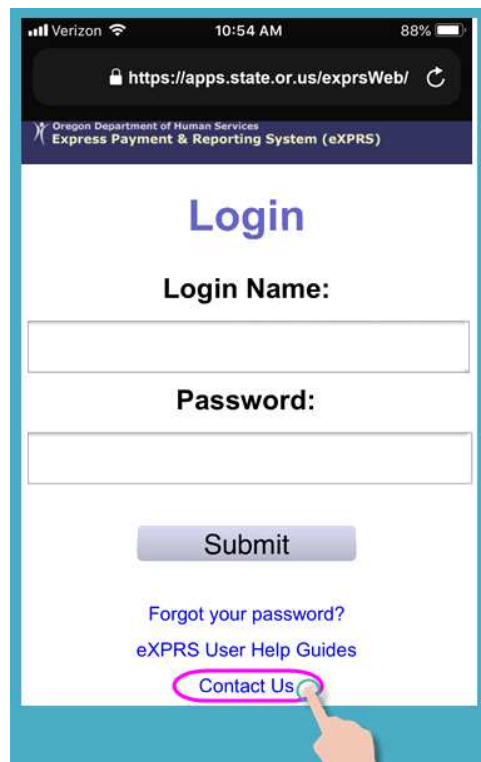 Verizon 10:54 AM 88%
https://apps.state.or.us/exprsWeb/
Oregon Department of Human Services
Express Payment & Reporting System (eXPRS)
Login
Login Name:
Password:
Submit
Forgot your password?
eXPRS User Help Guides
Contact Us